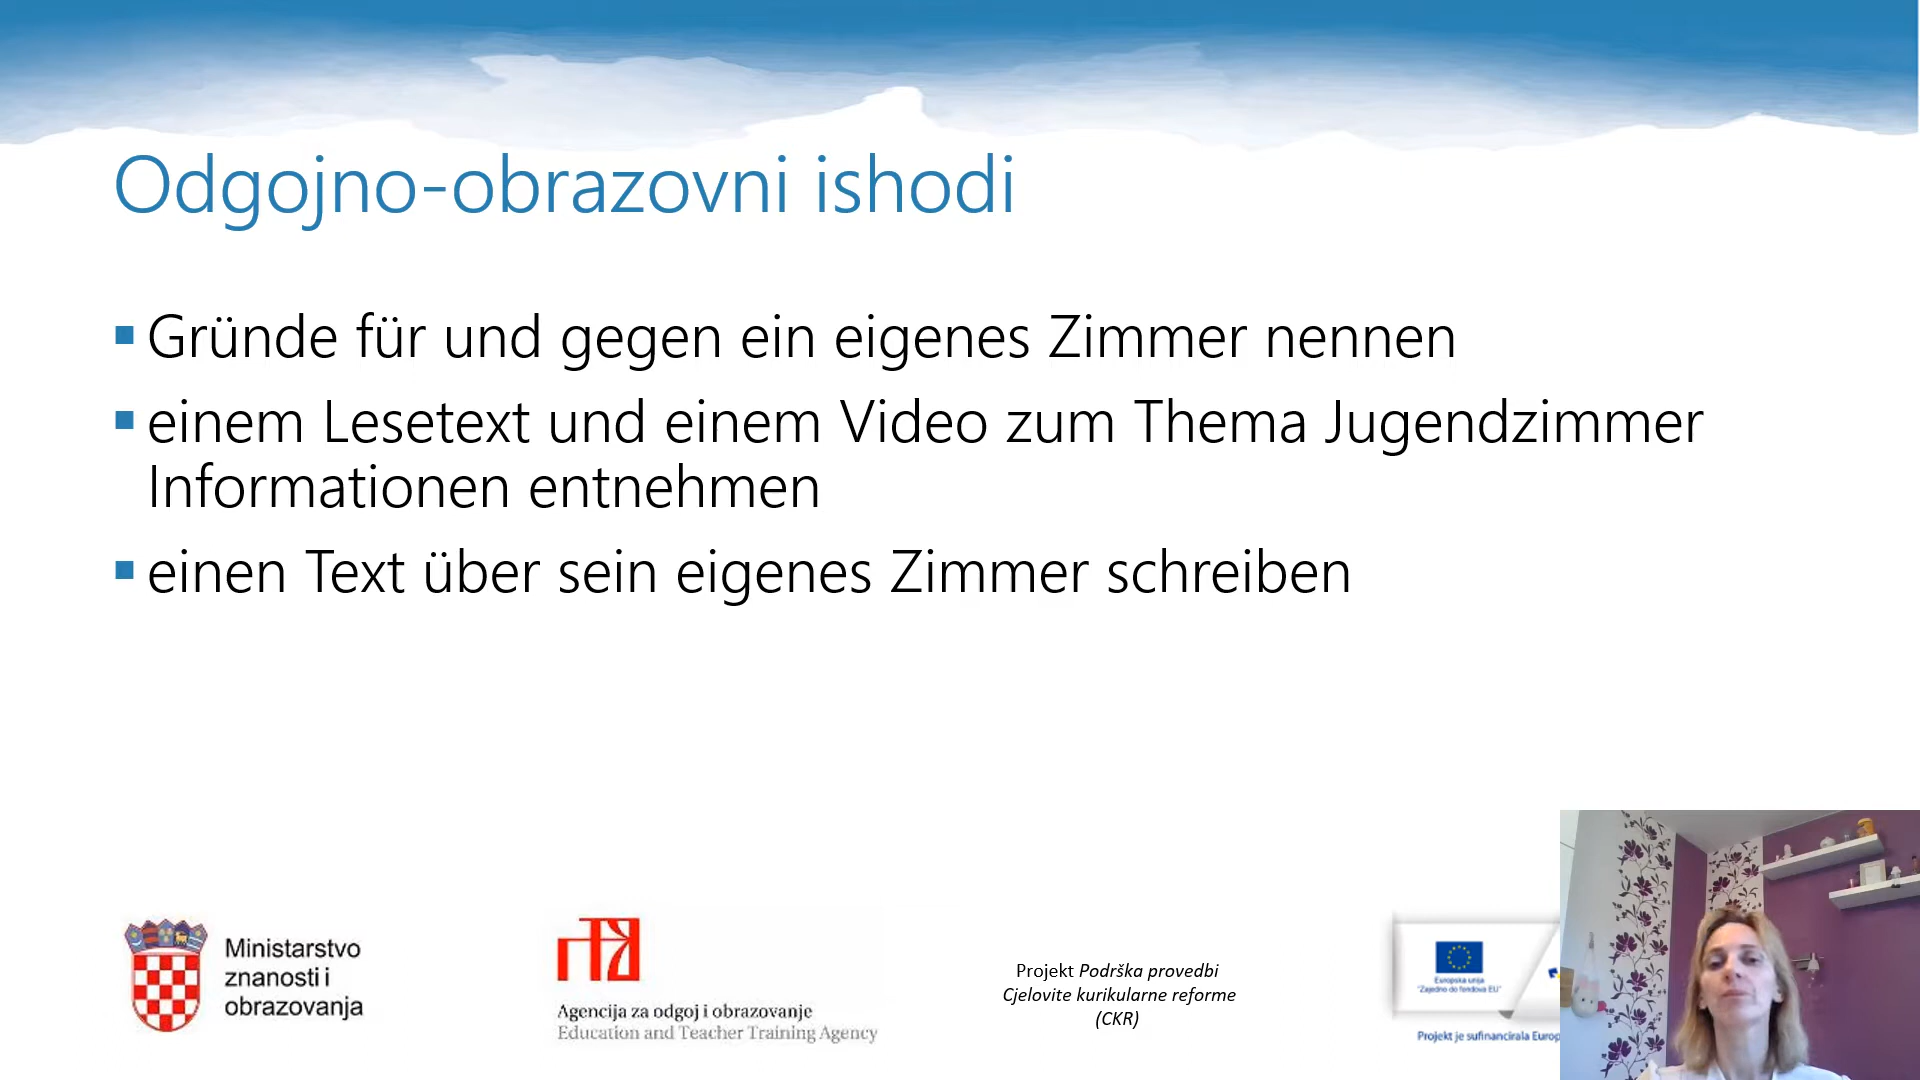 Odgojno-obrazovni ishodi
Gründe für und gegen ein eigenes Zimmer nennen
einem Lesetext und einem Video zum Thema Jugendzimmer
Informationen entnehmen
einen Text über sein eigenes Zimmer schreiben
Ministarstvo
znanosti i
obrazovanja
Agencija za odgoj i obrazovanje
Education and Teacher Training Agency
Projekt Podrška provedbi
Cjelovite kurikularne reforme
(CKR)
Europska unija
"Zajedno do fondova EU"
Projekt je sufinancirala Europ